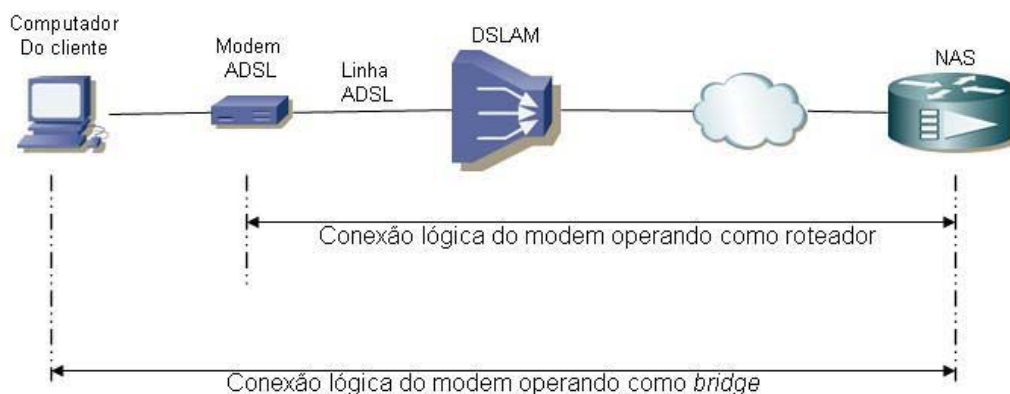 Computador
Do cliente
Modem
ADSL
Linha
ADSL
DSLAM
NAS
Conexão lógica do modem operando como roteador
Conexão lógica do modem operando como bridge